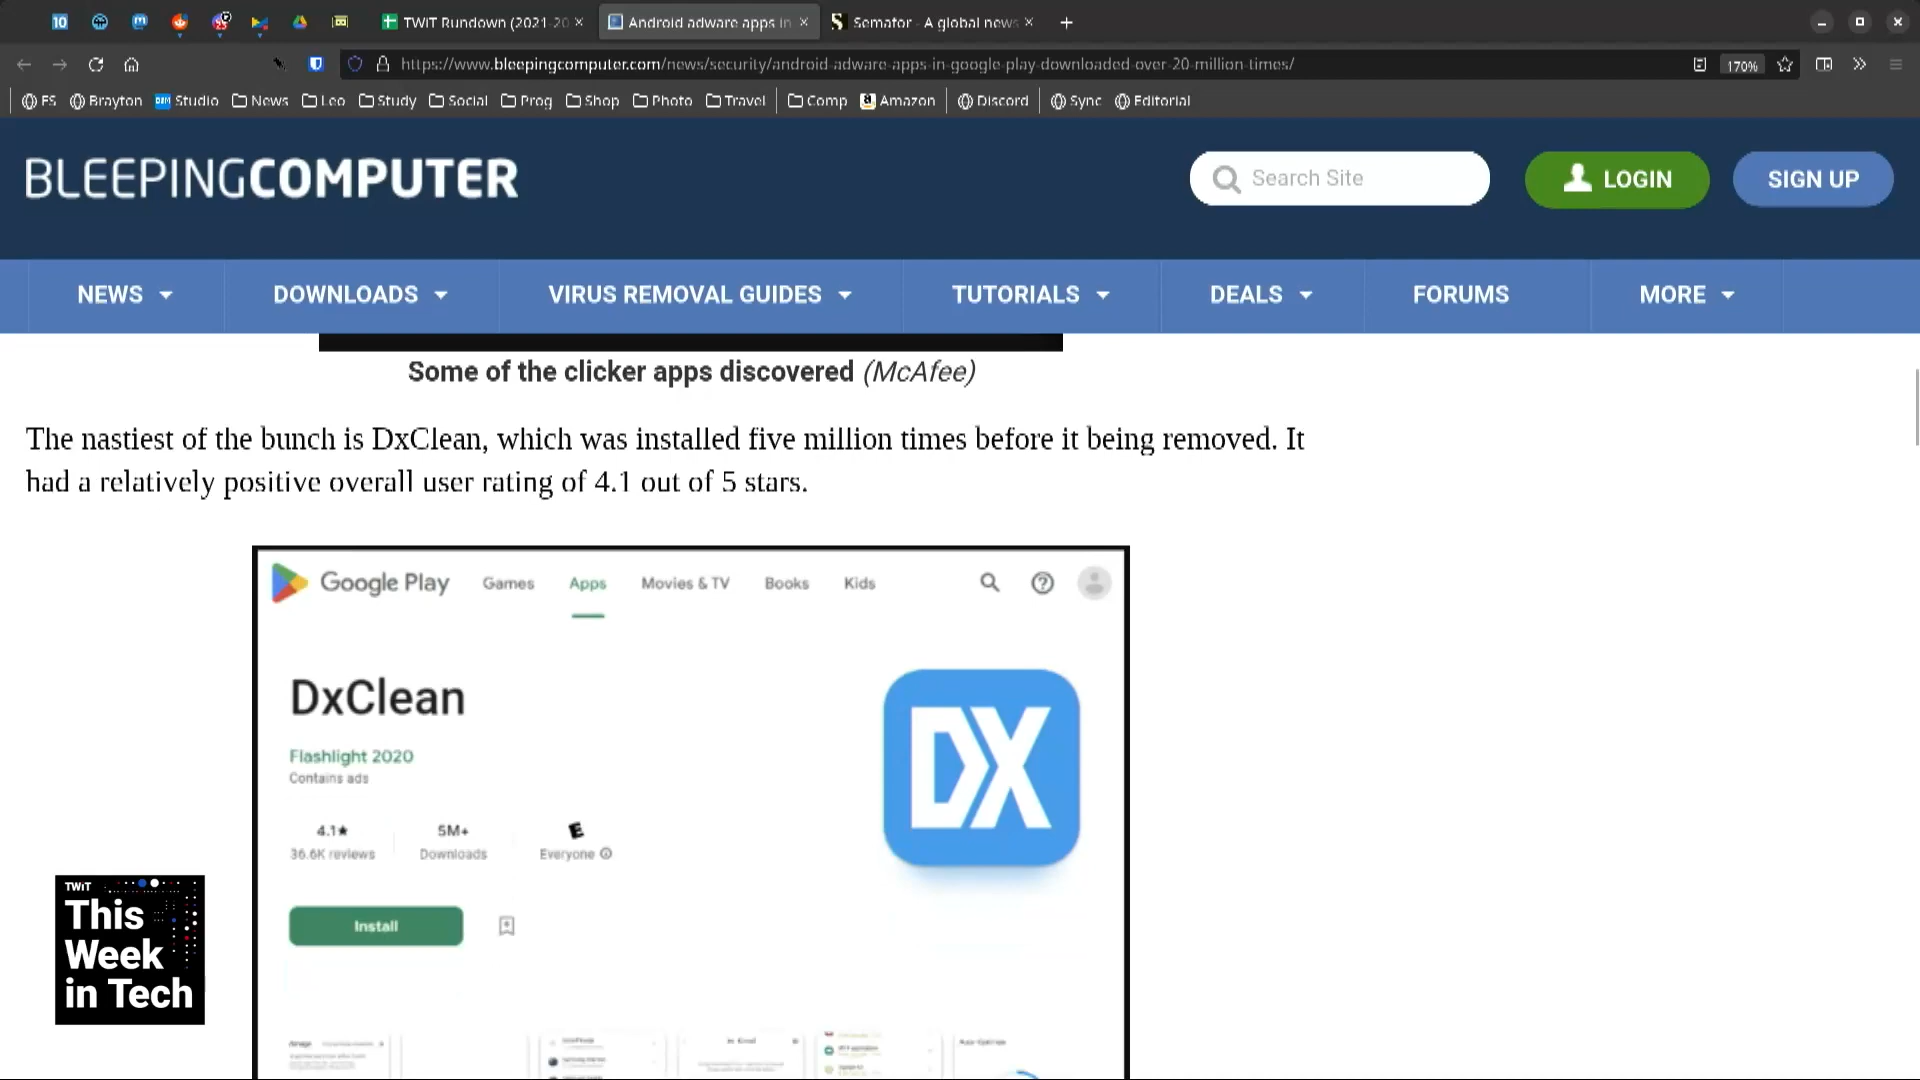 10
TWiT Rundown (2021-20
Android adware apps in
Semafor - A global news
https://www.bleepingcomputer.com/news/security/android-adware-apps-in-google-play-downloaded-over-20-million-times/
170%
FS Brayton Studio News Leo Study Social Prog Shop Photo Travel Comp Amazon Discord Sync Editorial
BLEEPINGCOMPUTER
Search Site
LOGIN
SIGN UP
NEWS DOWNLOADS VIRUS REMOVAL GUIDES TUTORIALS DEALS FORUMS MORE
Some of the clicker apps discovered (McAfee)
The nastiest of the bunch is DxClean, which was installed five million times before it being removed. It
had a relatively positive overall user rating of 4.1 out of 5 stars.
Google Play Games Apps Movies & TV Books Kids
DxClean
DX
Flashlight 2020
Contains ads
4.1★ 5M+ E
36.6K reviews Downloads Everyone
Install
TWiT
This
Week
in Tech